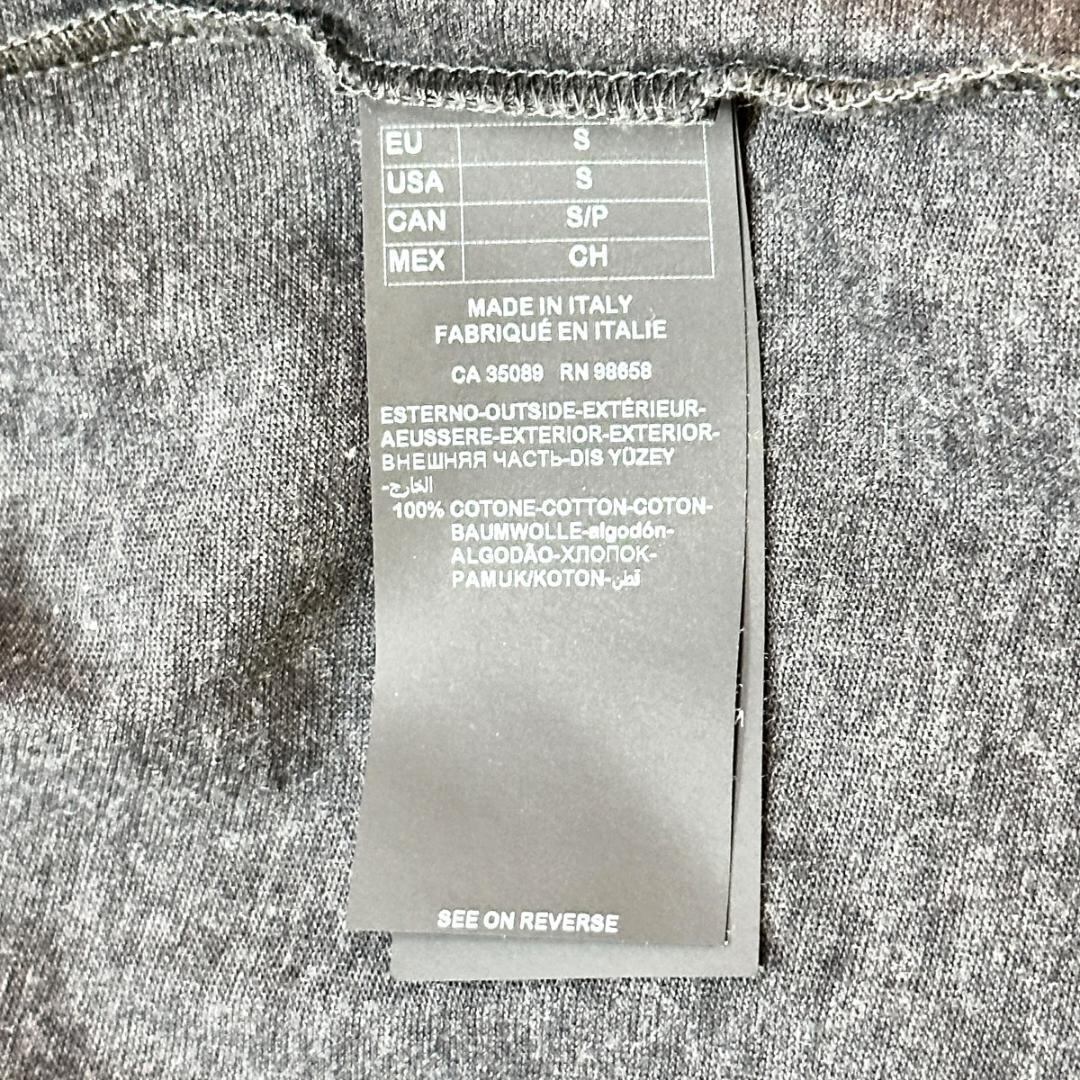 EU S
USA S
CAN S/P
MEX CH
MADE IN ITALY
FABRIQUÉ EN ITALIE
CA 35089 RN 98658
ESTERNO-OUTSIDE-EXTÉRIEUR-
AEUSSERE-EXTERIOR-EXTERIOR-
ВНЕШНЯЯ ЧАСТЬ-DIS YÜZEY
-الخارج
100% COTONE-COTTON-COTON-
BAUMWOLLE-algodón-
ALGODÃO-ХЛОПОК-
PAMUK/KOTON-قطن
SEE ON REVERSE